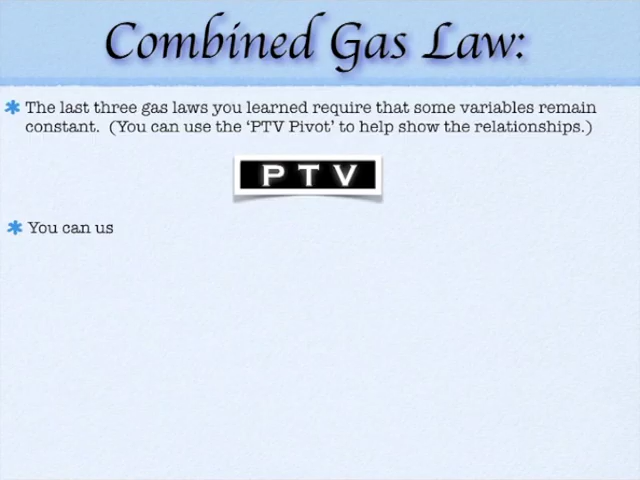 Combined Gas Law:
The last three gas laws you learned require that some variables remain
constant. (You can use the ‘PTV Pivot’ to help show the relationships.)
P T V
You can us